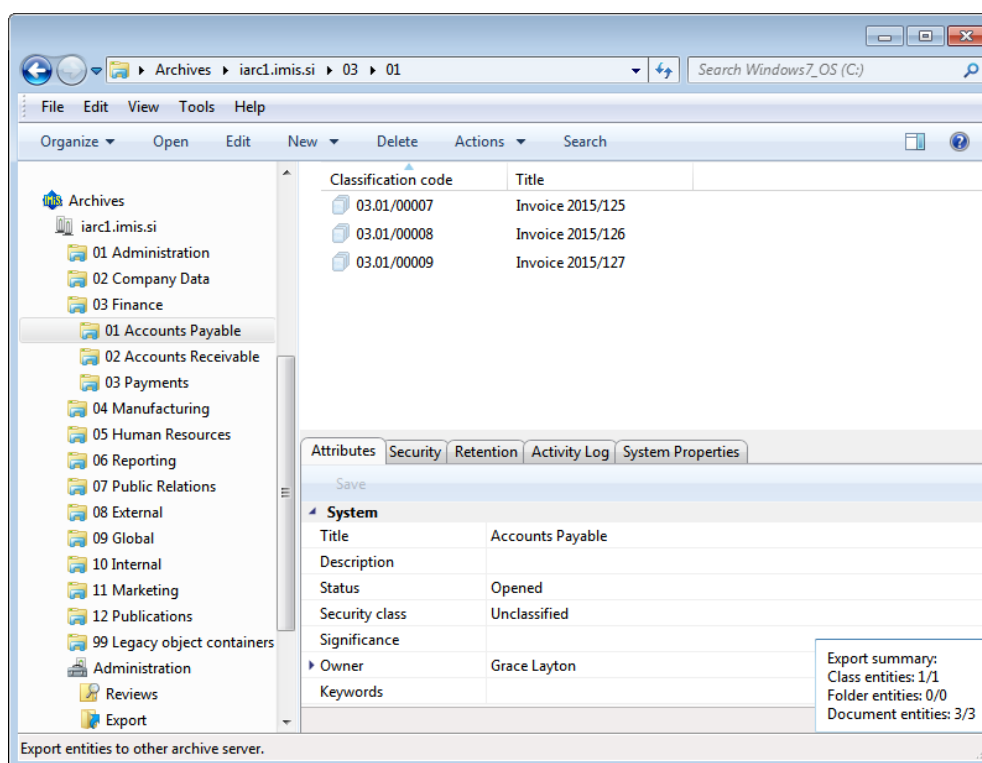 Archives iarc1.imis.si 03 01
Search Windows7_OS (C:)
File Edit View Tools Help
Organize Open Edit New Delete Actions Search
Archives
iarc1.imis.si
01 Administration
02 Company Data
03 Finance
01 Accounts Payable
02 Accounts Receivable
03 Payments
04 Manufacturing
05 Human Resources
06 Reporting
07 Public Relations
08 External
09 Global
10 Internal
11 Marketing
12 Publications
99 Legacy object containers
Administration
Reviews
Export
Classification code Title
03.01/00007 Invoice 2015/125
03.01/00008 Invoice 2015/126
03.01/00009 Invoice 2015/127
Attributes Security Retention Activity Log System Properties
Save
System
Title Accounts Payable
Description
Status Opened
Security class Unclassified
Significance
Owner Grace Layton
Keywords
Export summary:
Class entities: 1/1
Folder entities: 0/0
Document entities: 3/3
Export entities to other archive server.